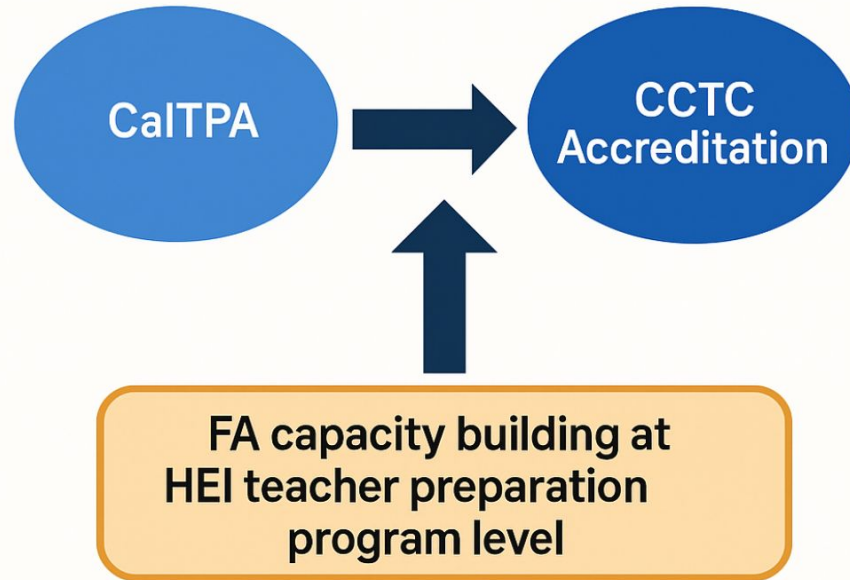 CalTPA
CCTC
Accreditation
FA capacity building at
HEI teacher preparation
program level